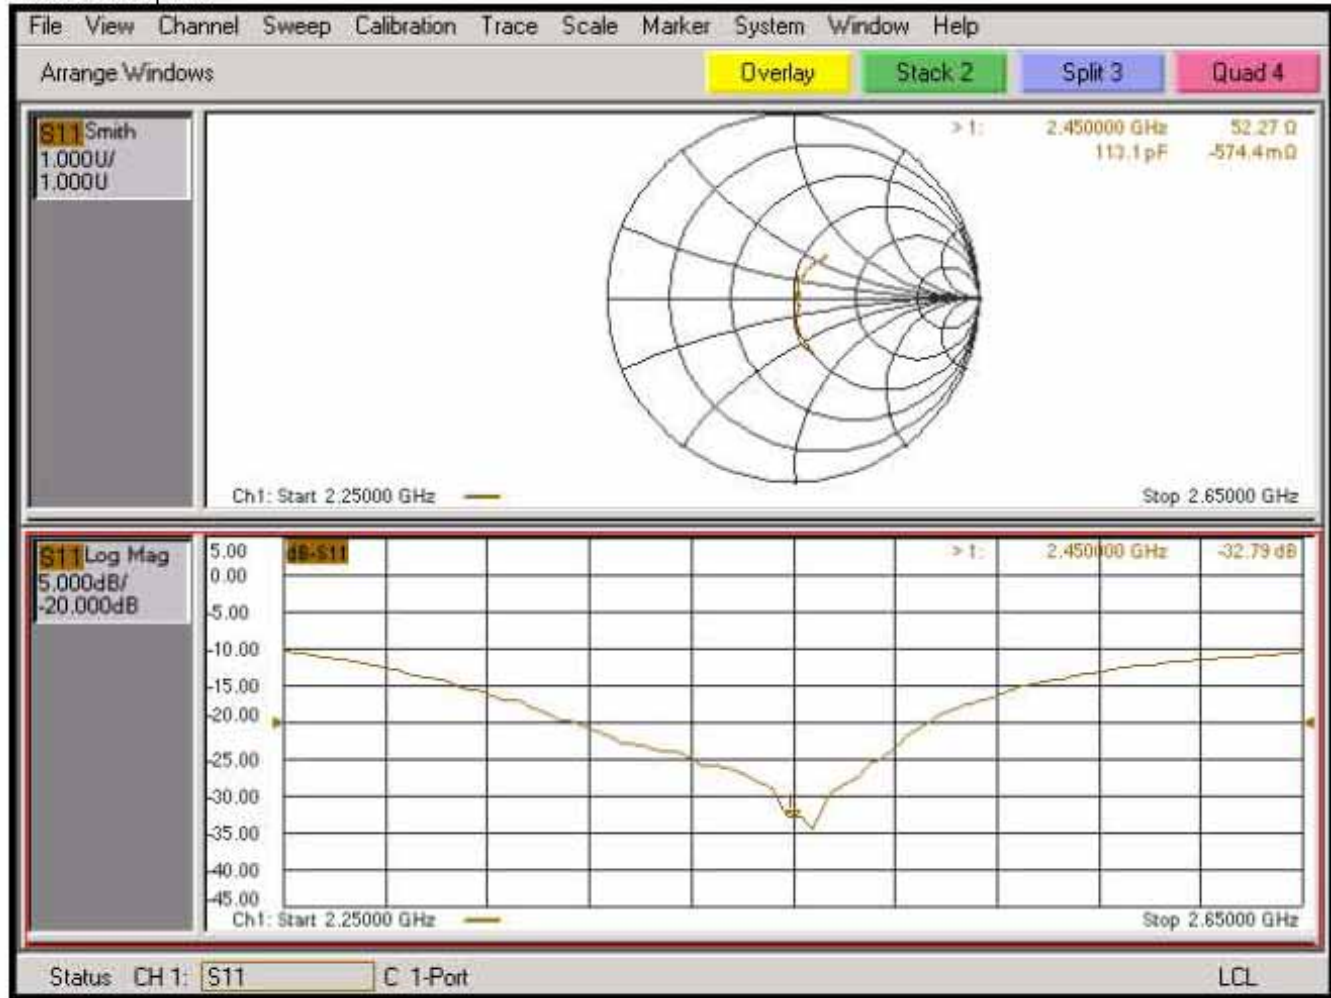 File View Channel Sweep Calibration Trace Scale Marker System Window Help
Arrange Windows Overlay Stack 2 Split 3 Quad 4
S11 Smith
1.000U/
1.000U
> 1: 2.450000 GHz 52.27 Ω
113.1 pF -574.4 mΩ
Ch1: Start 2.25000 GHz Stop 2.65000 GHz
S11 Log Mag
5.000dB/
-20.000dB
dB-S11
> 1: 2.450000 GHz -32.79 dB
5.00
0.00
-5.00
-10.00
-15.00
-20.00
-25.00
-30.00
-35.00
-40.00
-45.00
Ch1: Start 2.25000 GHz Stop 2.65000 GHz
Status CH 1: S11 C 1-Port LCL